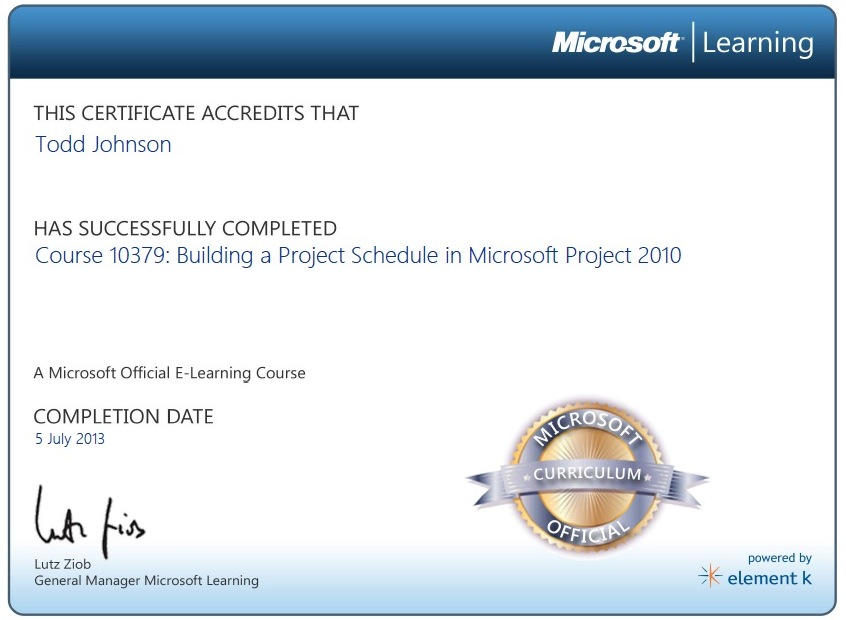 Microsoft | Learning
THIS CERTIFICATE ACCREDITS THAT
Todd Johnson
HAS SUCCESSFULLY COMPLETED
Course 10379: Building a Project Schedule in Microsoft Project 2010
A Microsoft Official E-Learning Course
COMPLETION DATE
5 July 2013
MICROSOFT
CURRICULUM
OFFICIAL
Lutz Ziob
Lutz Ziob
General Manager Microsoft Learning
powered by
element k